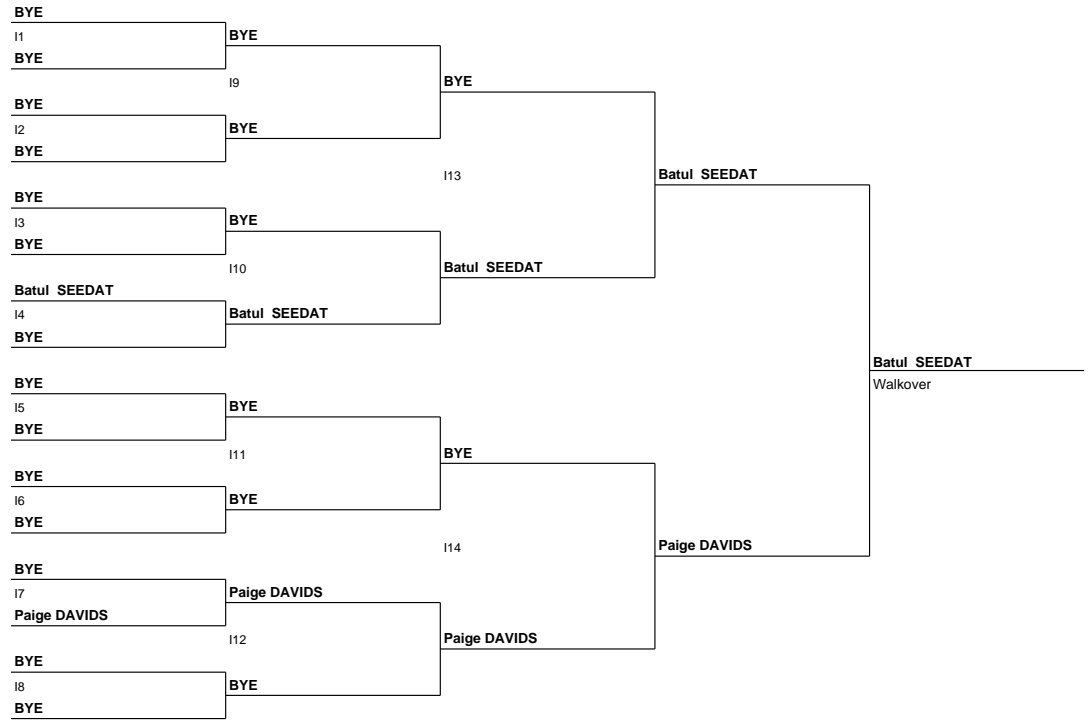 BYE
I1
BYE
BYE
I9
BYE
BYE
I2
BYE
BYE
I13
Batul SEEDAT
BYE
I3
BYE
BYE
I10
Batul SEEDAT
Batul SEEDAT
I4
Batul SEEDAT
BYE
Batul SEEDAT
Walkover
BYE
I5
BYE
BYE
I11
BYE
BYE
I6
BYE
BYE
I14
Paige DAVIDS
BYE
I7
Paige DAVIDS
Paige DAVIDS
I12
Paige DAVIDS
BYE
I8
BYE
BYE